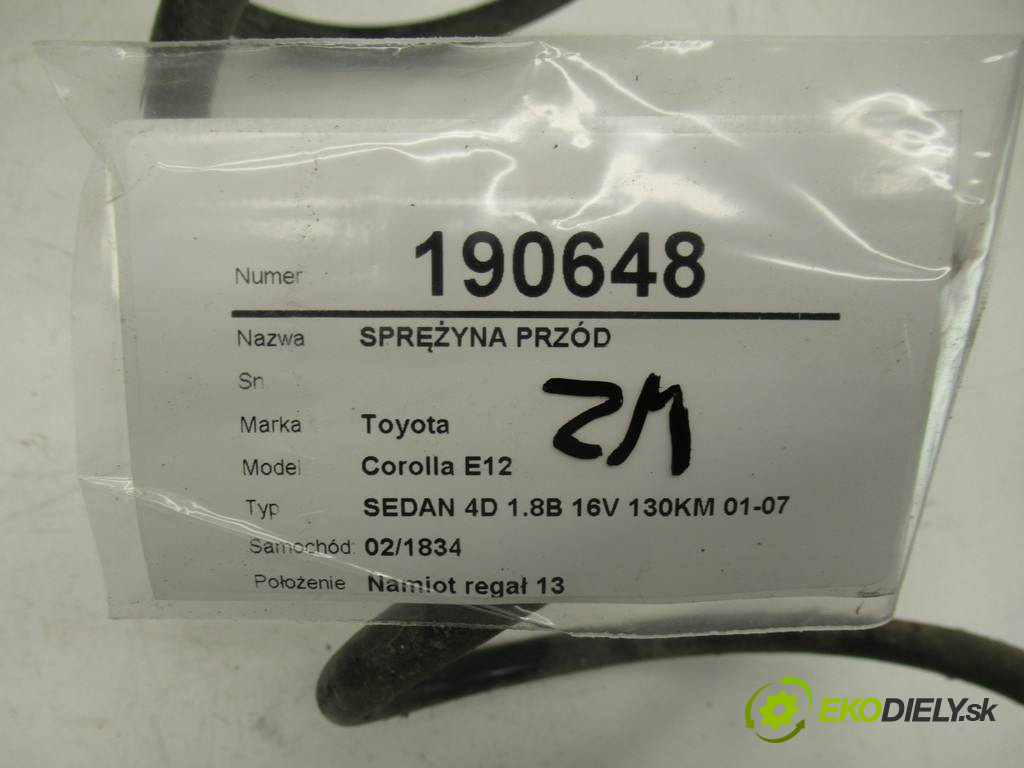 Numer 190648
Nazwa SPRĘŻYNA PRZÓD
Sn
Marka Toyota
Model Corolla E12
Typ SEDAN 4D 1.8B 16V 130KM 01-07
Samochód: 02/1834
Położenie Namiot regał 13
EKODIELY.sk